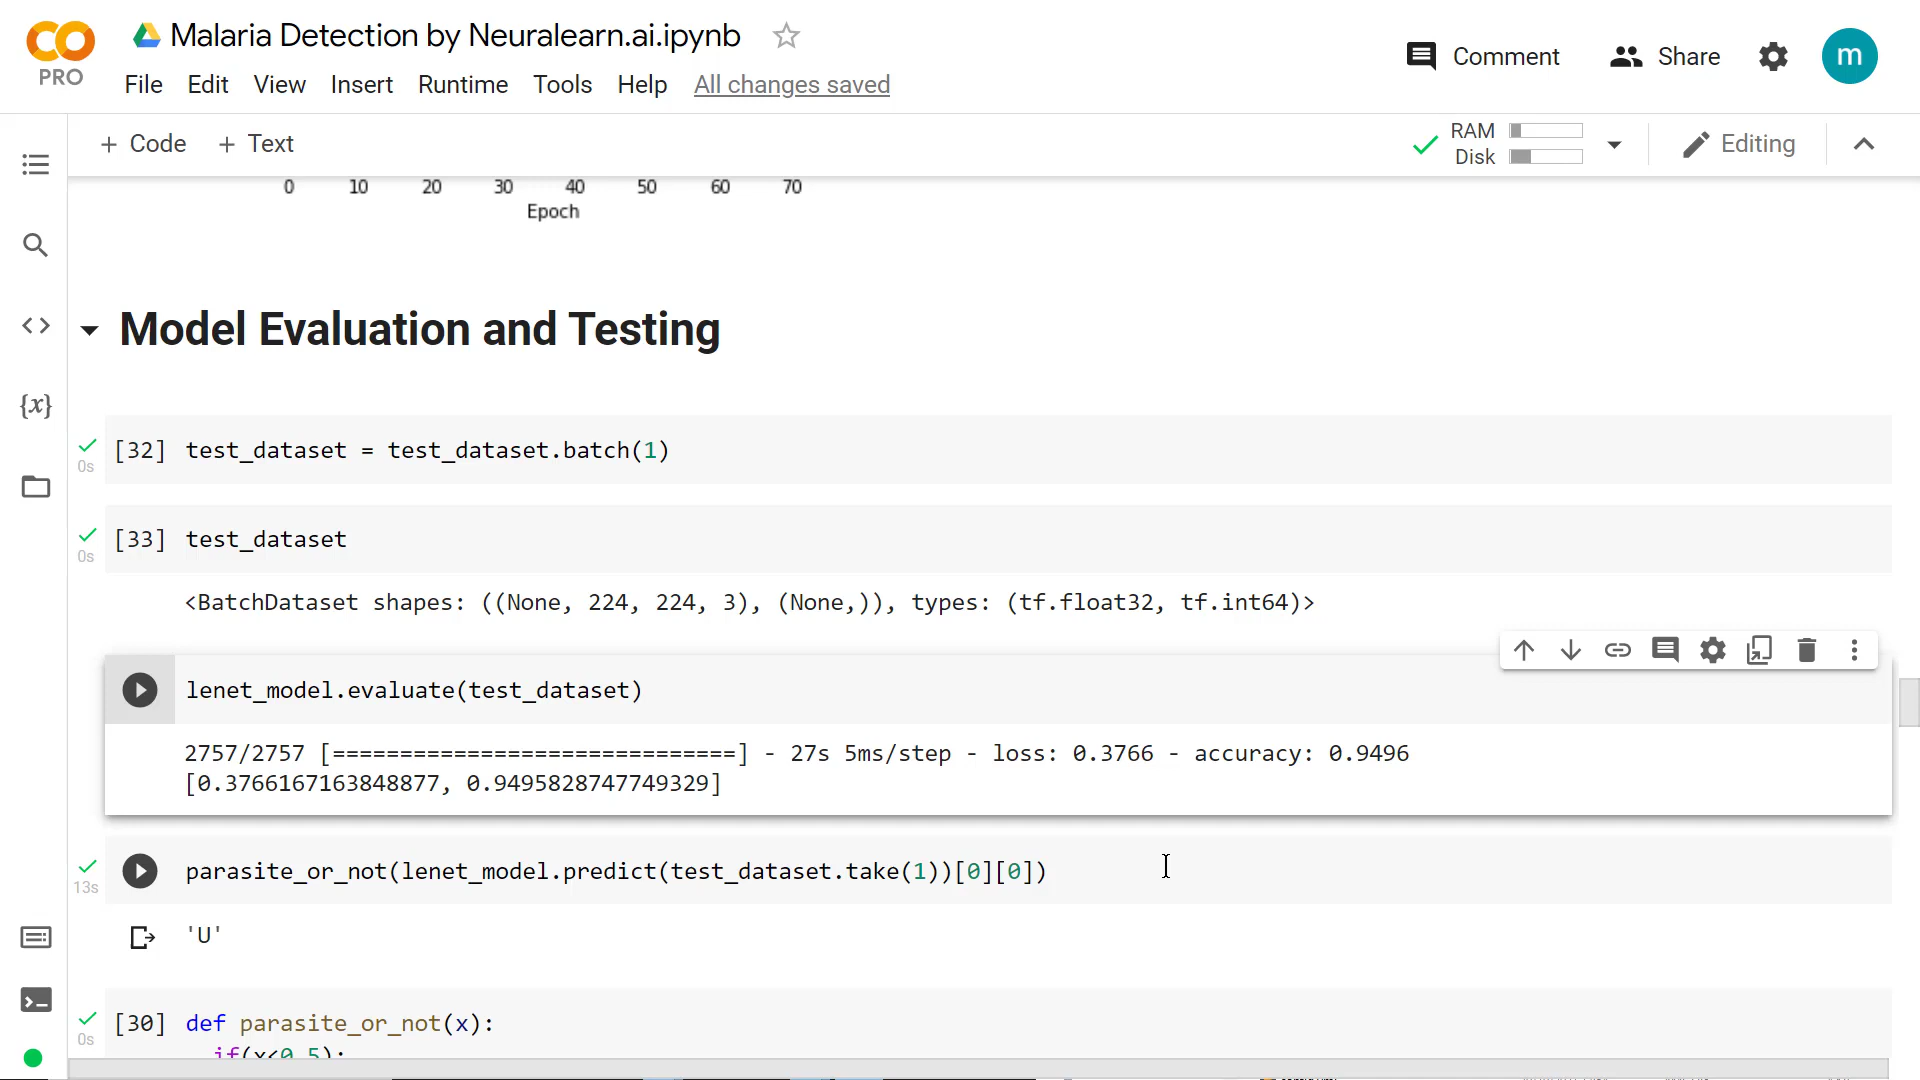 PRO
Malaria Detection by Neuralearn.ai.ipynb
Comment
Share
m
File Edit View Insert Runtime Tools Help All changes saved
+ Code + Text
RAM
Disk
Editing
0 10 20 30 40 50 60 70
Epoch
{x}
Model Evaluation and Testing
[32] test_dataset = test_dataset.batch(1)
0s
[33] test_dataset
0s
<BatchDataset shapes: ((None, 224, 224, 3), (None,)), types: (tf.float32, tf.int64)>
lenet_model.evaluate(test_dataset)
2757/2757 [==============================] - 27s 5ms/step - loss: 0.3766 - accuracy: 0.9496
[0.3766167163848877, 0.9495828747749329]
parasite_or_not(lenet_model.predict(test_dataset.take(1))[0][0])
13s
'U'
[30] def parasite_or_not(x):
0s
if(x<0.5):